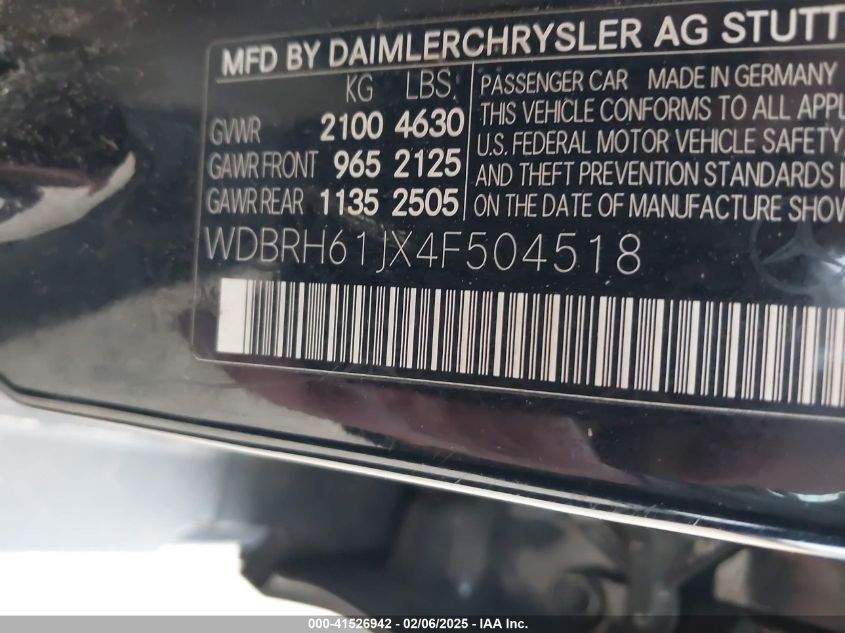 MFD BY DAIMLERCHRYSLER AG STUTT
KG LBS
GVWR 2100 4630
GAWR FRONT 965 2125
GAWR REAR 1135 2505
PASSENGER CAR MADE IN GERMANY
THIS VEHICLE CONFORMS TO ALL APPL
U.S. FEDERAL MOTOR VEHICLE SAFETY,
AND THEFT PREVENTION STANDARDS I
ON THE DATE OF MANUFACTURE SHOW
WDBRH61JX4F504518
000-41526942 - 02/06/2025 - IAA Inc.